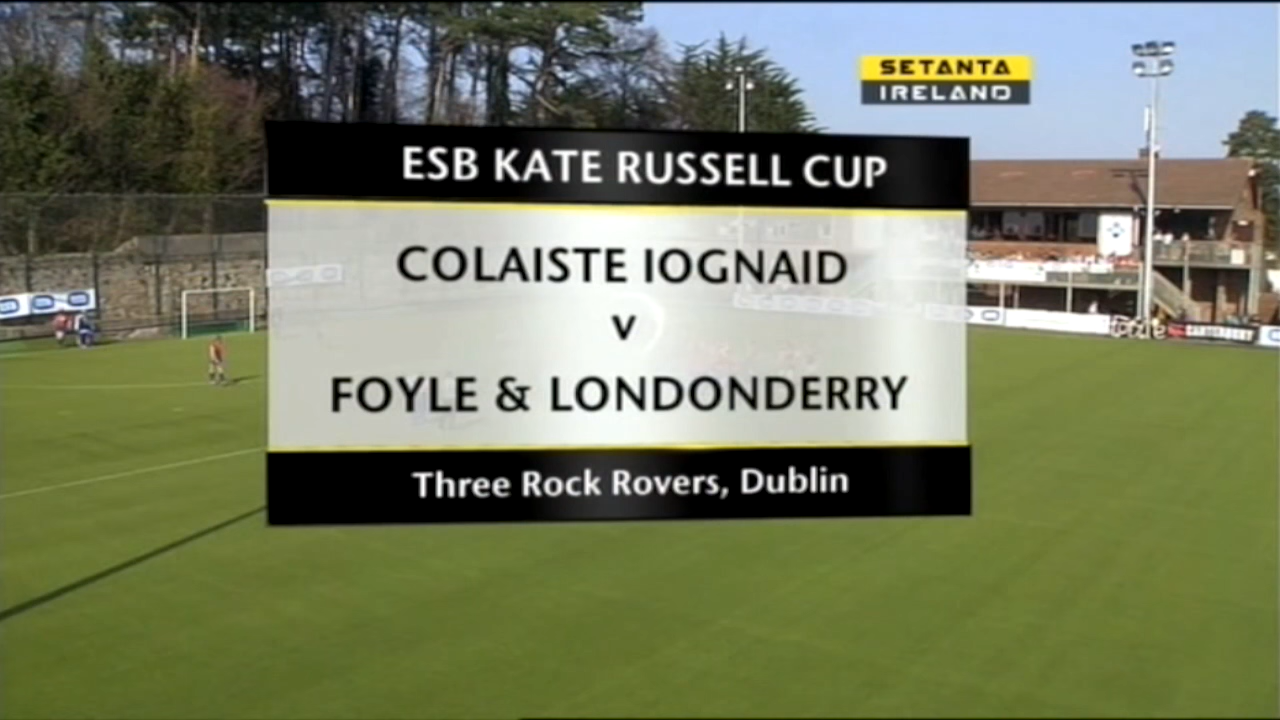 SETANTA
IRELAND
ESB KATE RUSSELL CUP
COLAISTE IOGNAID
v
FOYLE & LONDONDERRY
Three Rock Rovers, Dublin